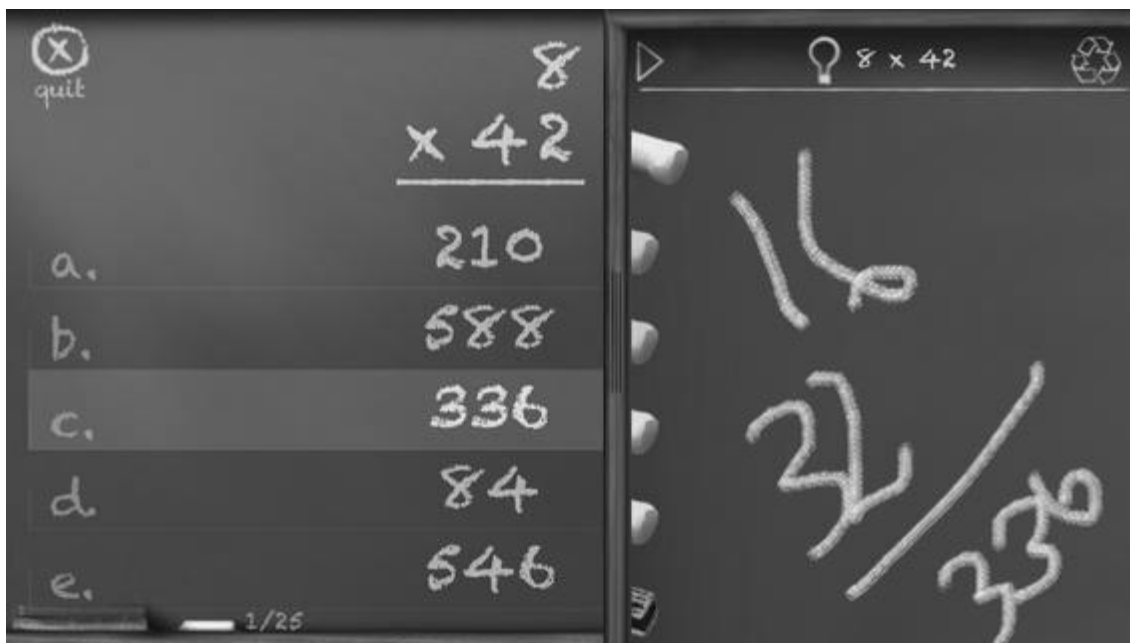 quit
8
x 42
a. 210
b. 588
c. 336
d. 84
e. 546
1/25
8 x 42
16
32
336